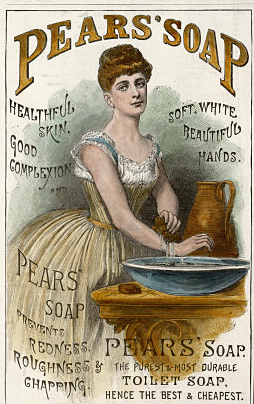 PEARS' SOAP
HEALTHFUL
SKIN.
GOOD
COMPLEXION
AND
SOFT. WHITE
BEAUTIFUL
HANDS.
PEARS'
SOAP
PREVENTS
REDNESS.
ROUGHNESS &
CHAPPING.
PEARS' SOAP.
THE PUREST & MOST DURABLE
TOILET SOAP,
HENCE THE BEST & CHEAPEST.